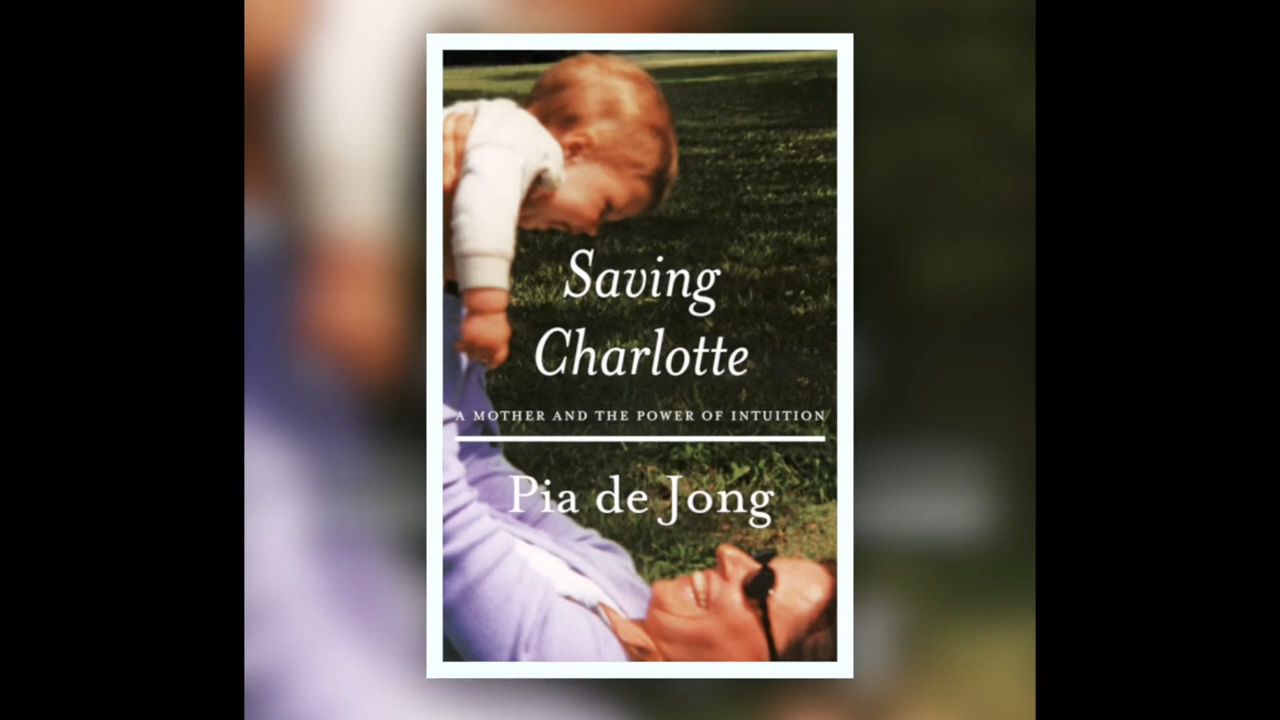 Saving
Charlotte
A MOTHER AND THE POWER OF INTUITION
Pia de Jong